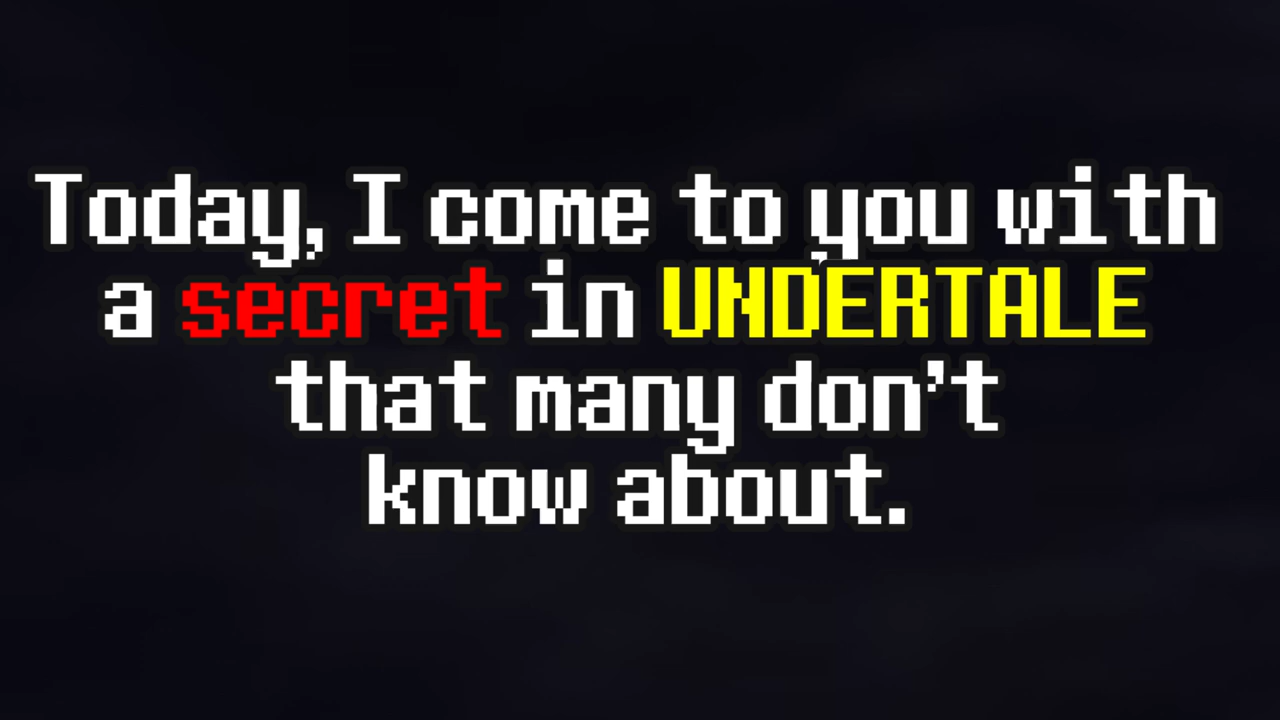 Today, I come to you with
a secret in UNDERTALE
that many don't
know about.